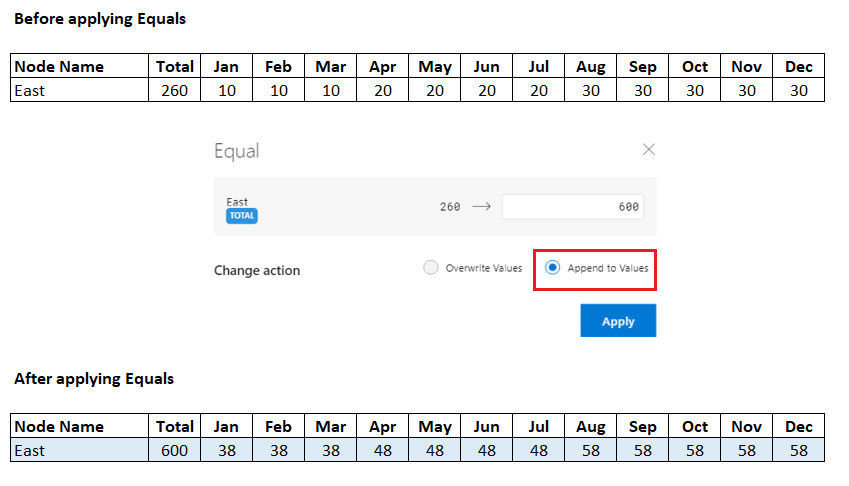 Before applying Equals
Node Name Total Jan Feb Mar Apr May Jun Jul Aug Sep Oct Nov Dec
East 260 10 10 10 20 20 20 20 30 30 30 30 30
Equal
East
TOTAL
260 → 600
Change action Overwrite Values Append to Values
Apply
After applying Equals
Node Name Total Jan Feb Mar Apr May Jun Jul Aug Sep Oct Nov Dec
East 600 38 38 38 48 48 48 48 58 58 58 58 58